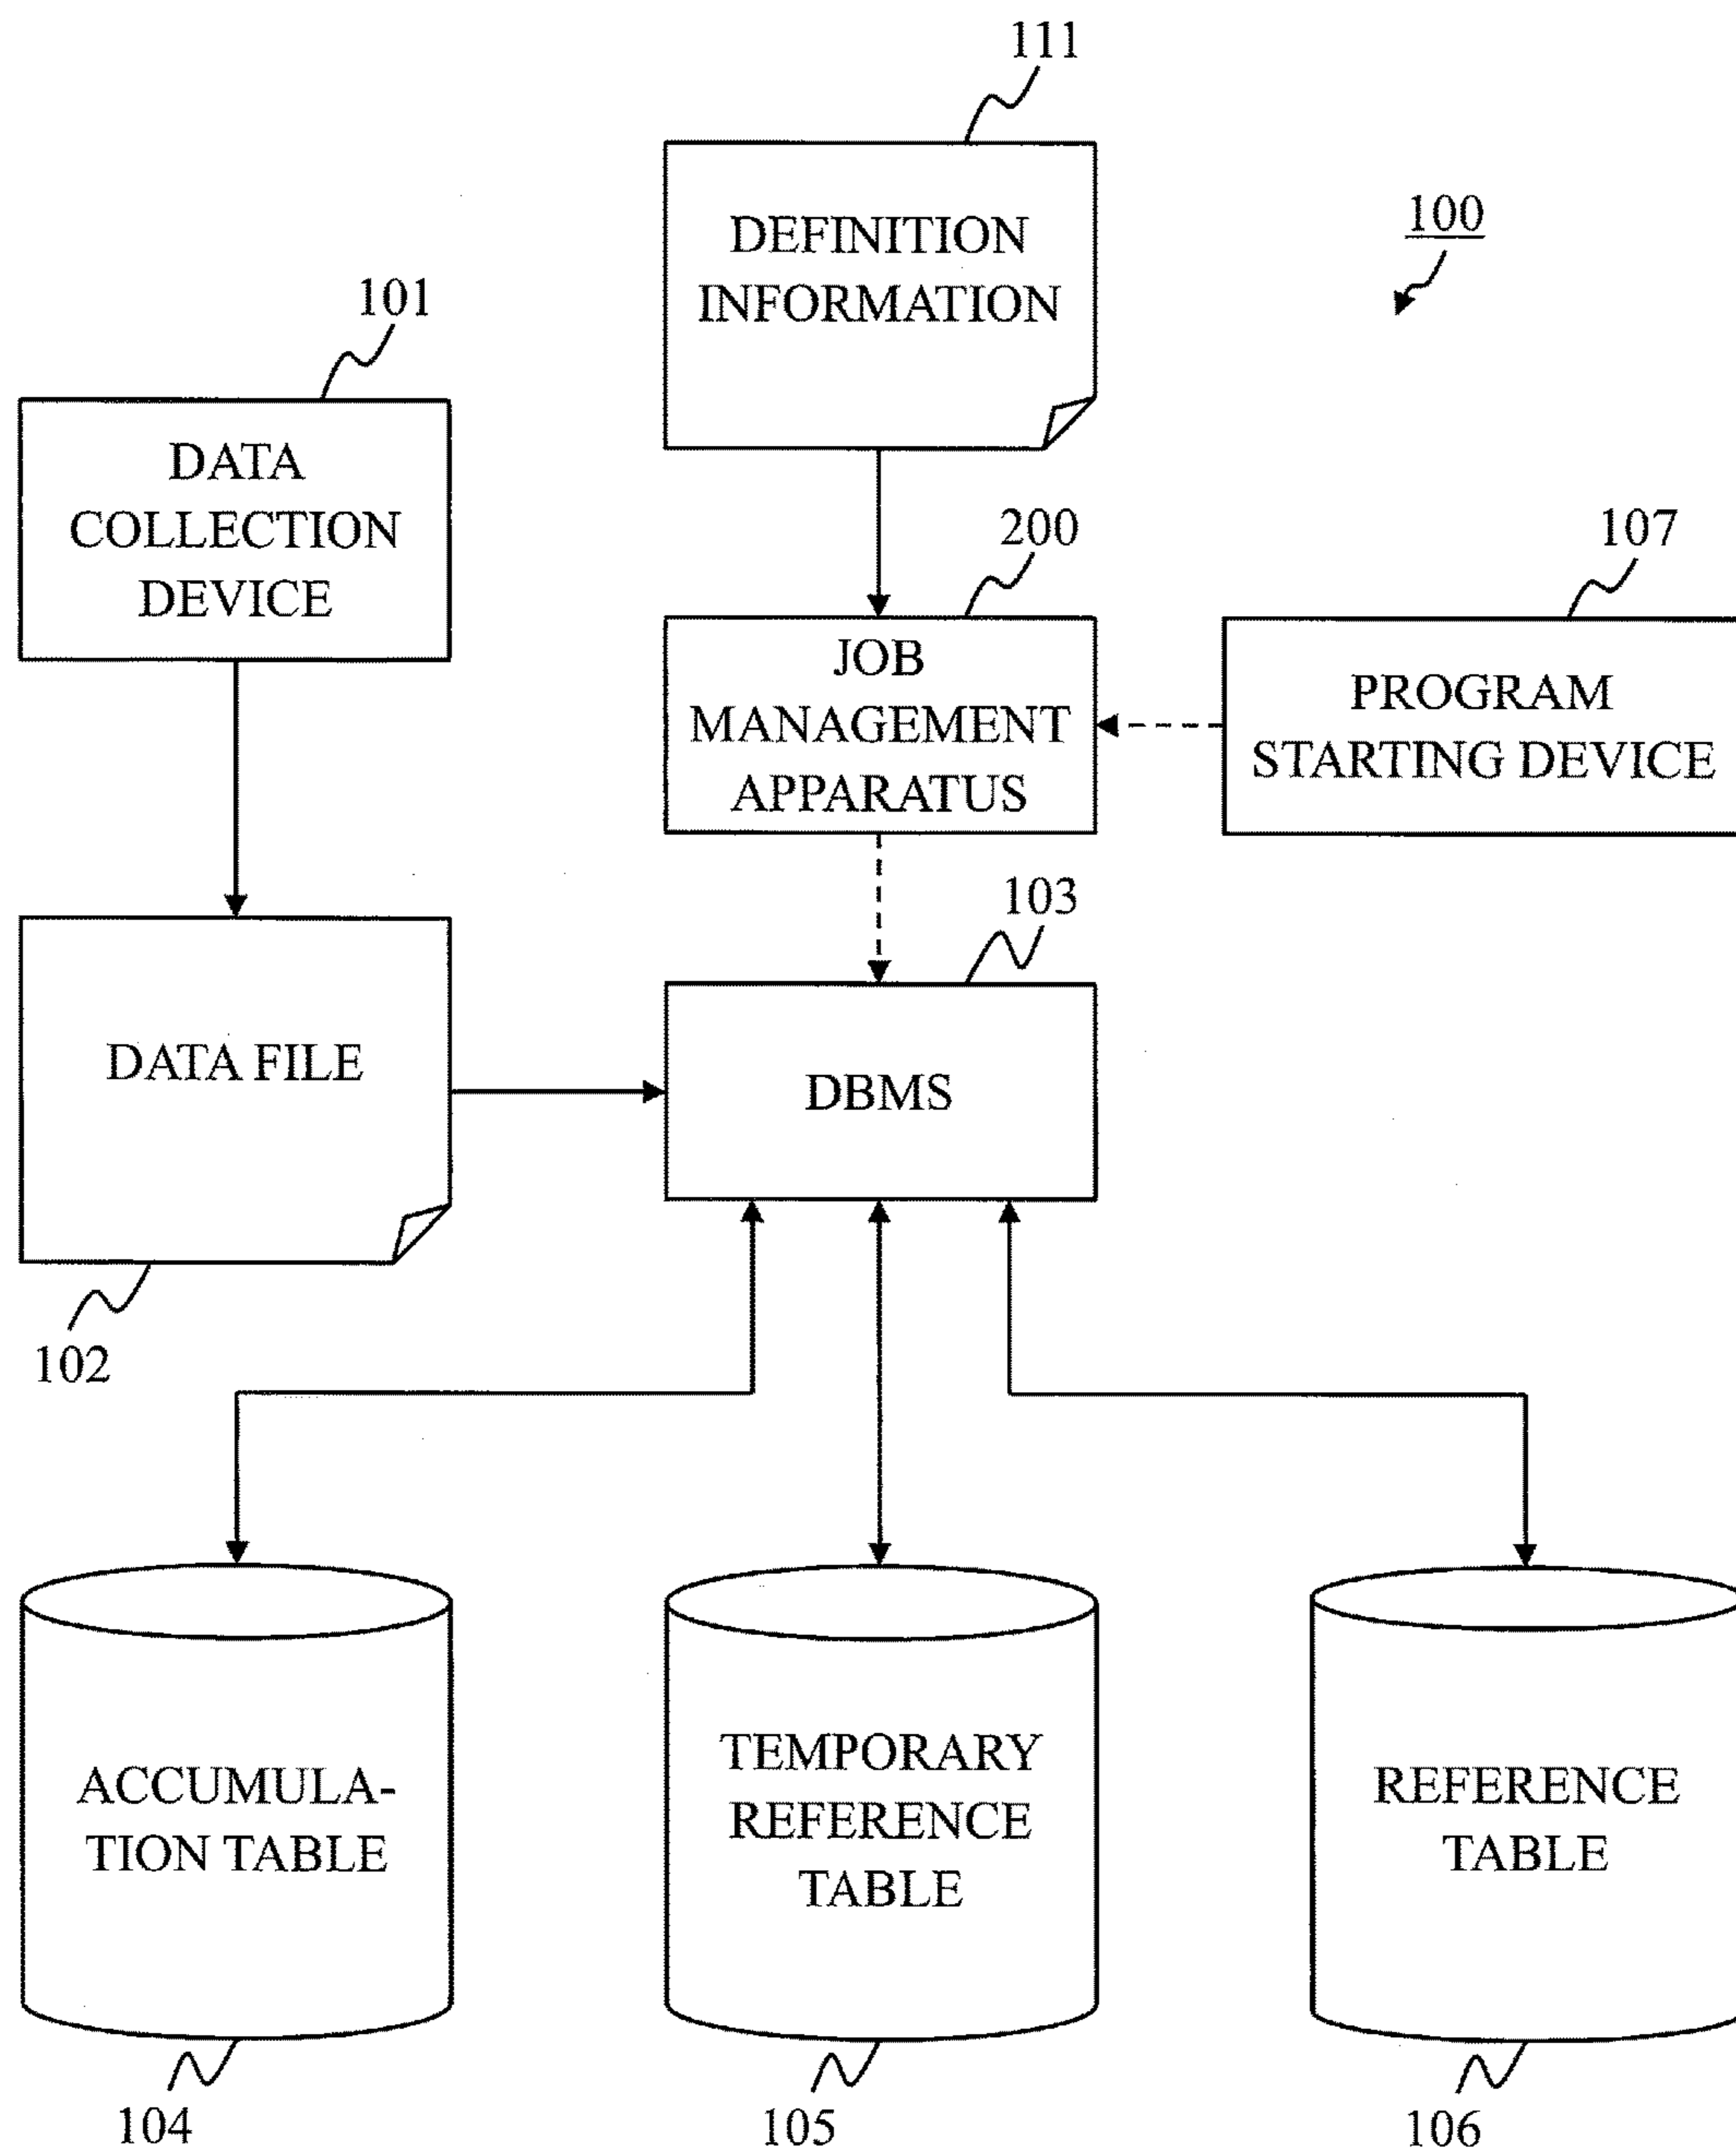 111
DEFINITION
INFORMATION
100
101
DATA
COLLECTION
DEVICE
200
JOB
MANAGEMENT
APPARATUS
107
PROGRAM
STARTING DEVICE
103
DATA FILE
DBMS
102
ACCUMULA-
TION TABLE
TEMPORARY
REFERENCE
TABLE
REFERENCE
TABLE
104
105
106